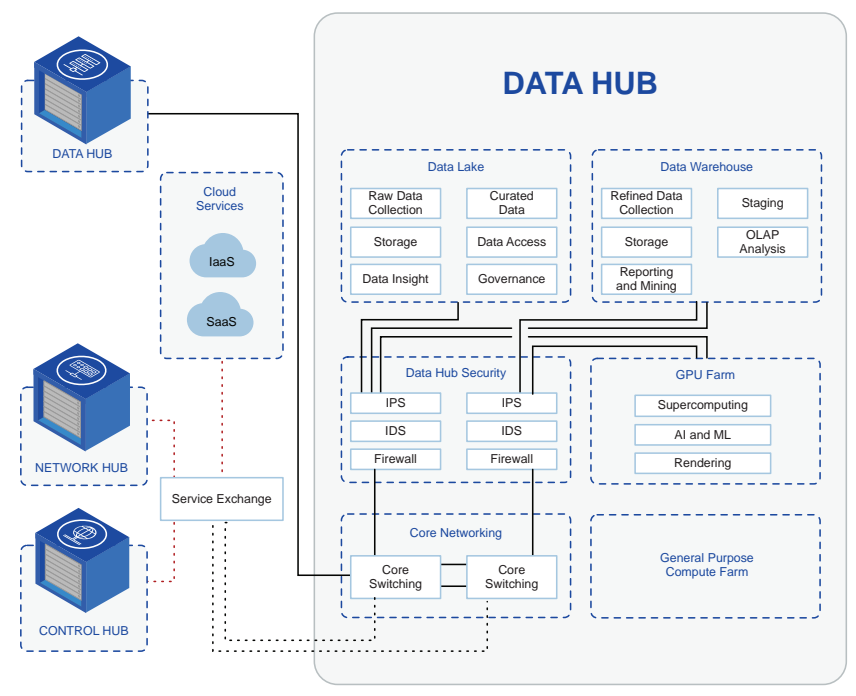 DATA HUB
DATA HUB
Cloud
Services
IaaS
SaaS
NETWORK HUB
Service Exchange
CONTROL HUB
Data Lake
Raw Data
Collection
Curated
Data
Storage
Data Access
Data Insight
Governance
Data Warehouse
Refined Data
Collection
Staging
Storage
OLAP
Analysis
Reporting
and Mining
Data Hub Security
IPS
IPS
IDS
IDS
Firewall
Firewall
GPU Farm
Supercomputing
AI and ML
Rendering
Core Networking
Core
Switching
Core
Switching
General Purpose
Compute Farm